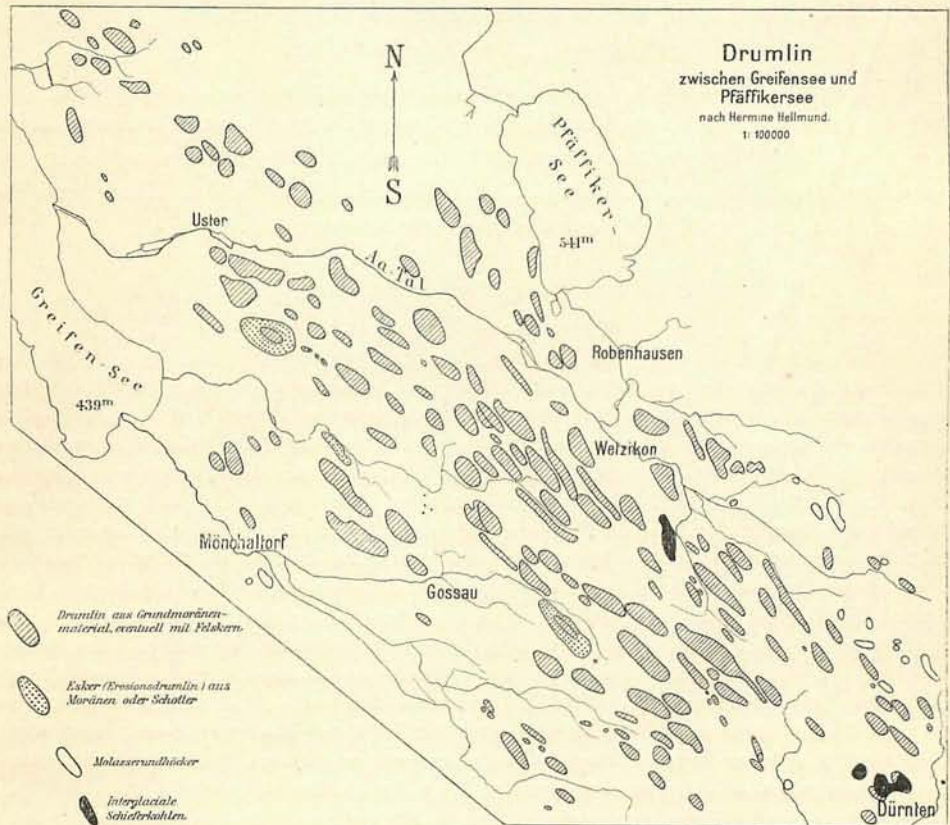 Drumlin
zwischen Greifensee und
Pfäffikersee
nach Hermine Hellmund.
1: 100000
N
S
Pfäffiker-
See
541m
Uster
Aa-Tal
Greifen-See
439m
Robenhausen
Wetzikon
Mönchaltorf
Gossau
Dürnten
Drumlin aus Grundmoränen-
material, eventuell mit Felskern.
Esker (Erosionsdrumlin) aus
Moränen oder Schotter
Molasserundhöcker
Interglaciale
Schieferkohlen.